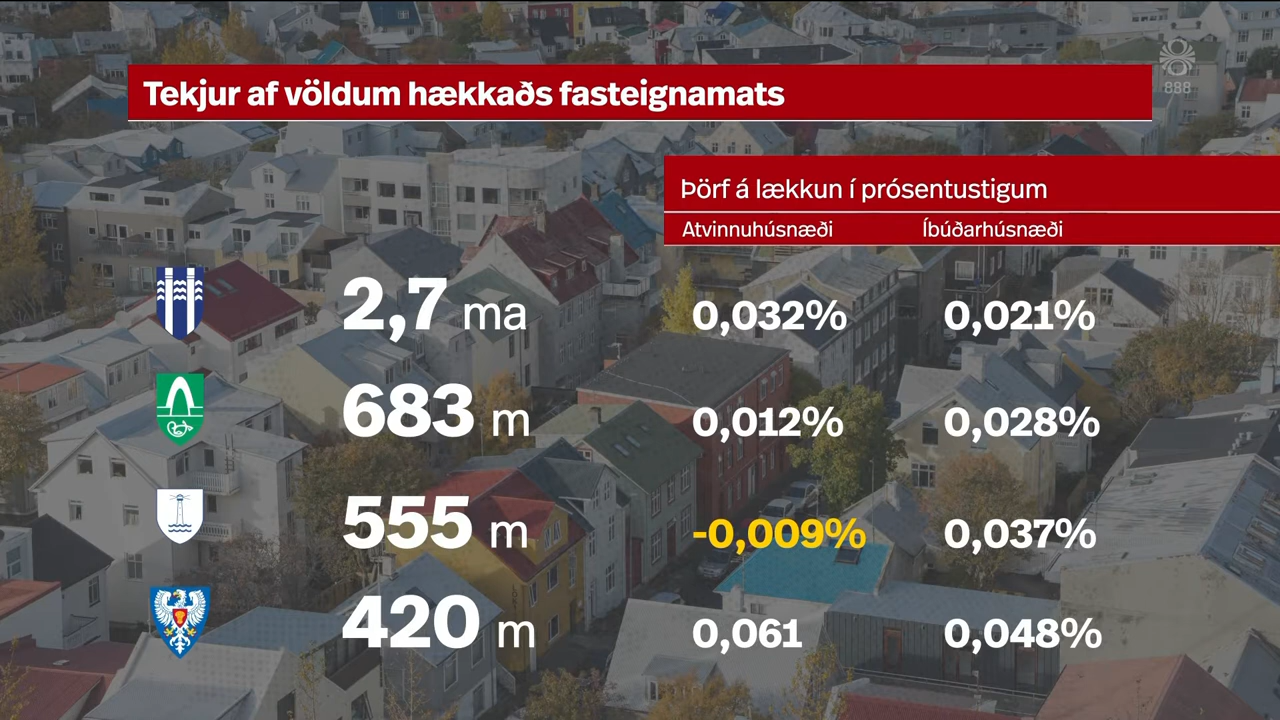 Tekjur af völdum hækkaðs fasteignamats
888
Þörf á lækkun í prósentustigum
Atvinnuhúsnæði Íbúðarhúsnæði
2,7 ma 0,032% 0,021%
683 m 0,012% 0,028%
555 m -0,009% 0,037%
420 m 0,061 0,048%